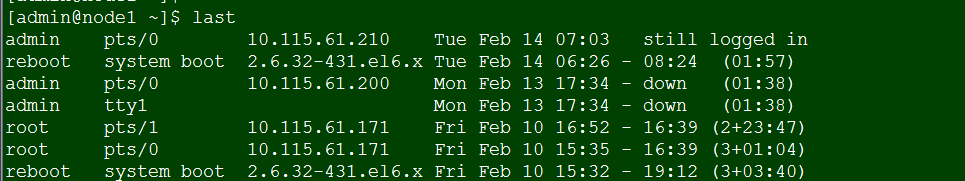 [admin@node1 ~]$ last
admin    pts/0        10.115.61.210    Tue Feb 14 07:03   still logged in
reboot   system boot  2.6.32-431.el6.x Tue Feb 14 06:26 - 08:24  (01:57)
admin    pts/0        10.115.61.200    Mon Feb 13 17:34 - down   (01:38)
admin    tty1                          Mon Feb 13 17:34 - down   (01:38)
root     pts/1        10.115.61.171    Fri Feb 10 16:52 - 16:39 (2+23:47)
root     pts/0        10.115.61.171    Fri Feb 10 15:35 - 16:39 (3+01:04)
reboot   system boot  2.6.32-431.el6.x Fri Feb 10 15:32 - 19:12 (3+03:40)